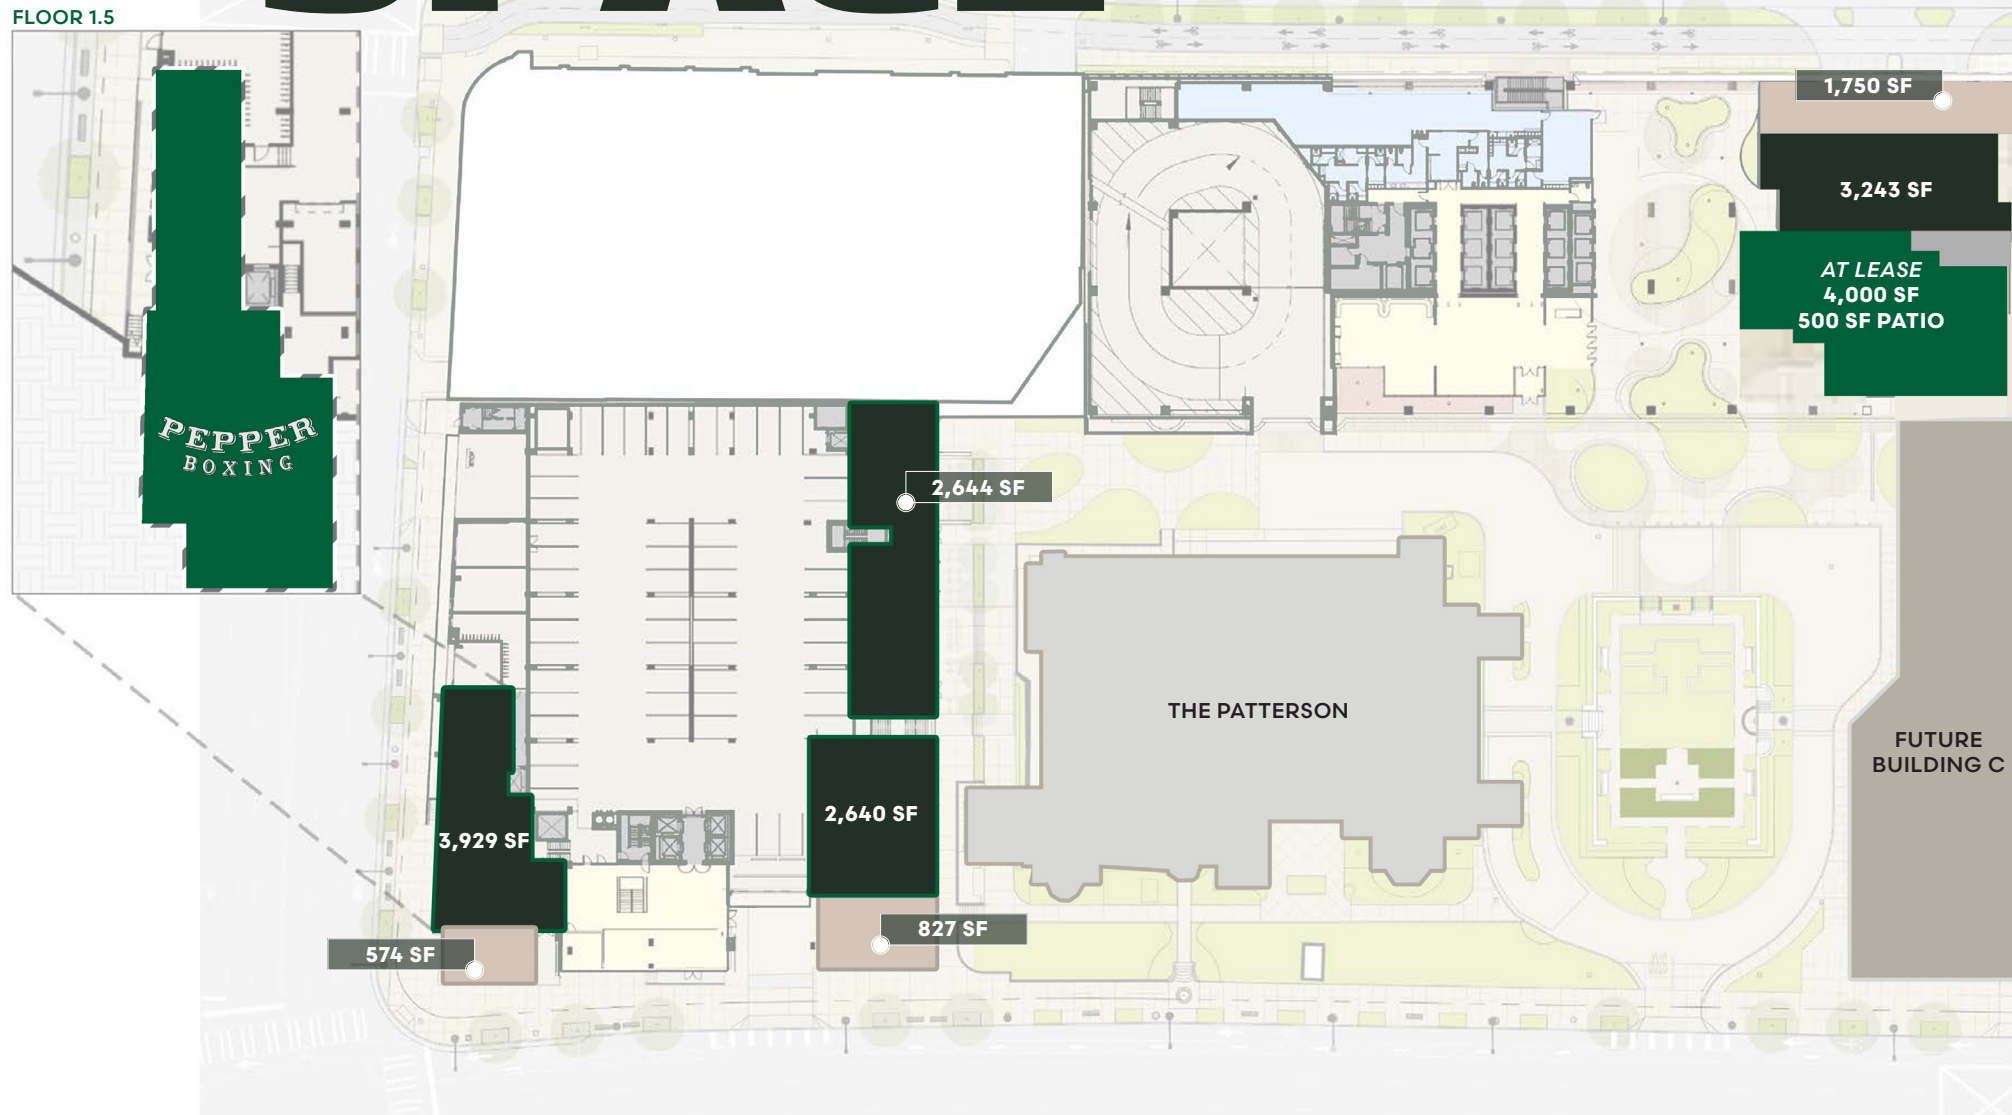 FLOOR 1.5
1,750 SF
3,243 SF
AT LEASE
4,000 SF
500 SF PATIO
PEPPER
BOXING
2,644 SF
THE PATTERSON
FUTURE
BUILDING C
2,640 SF
3,929 SF
827 SF
574 SF